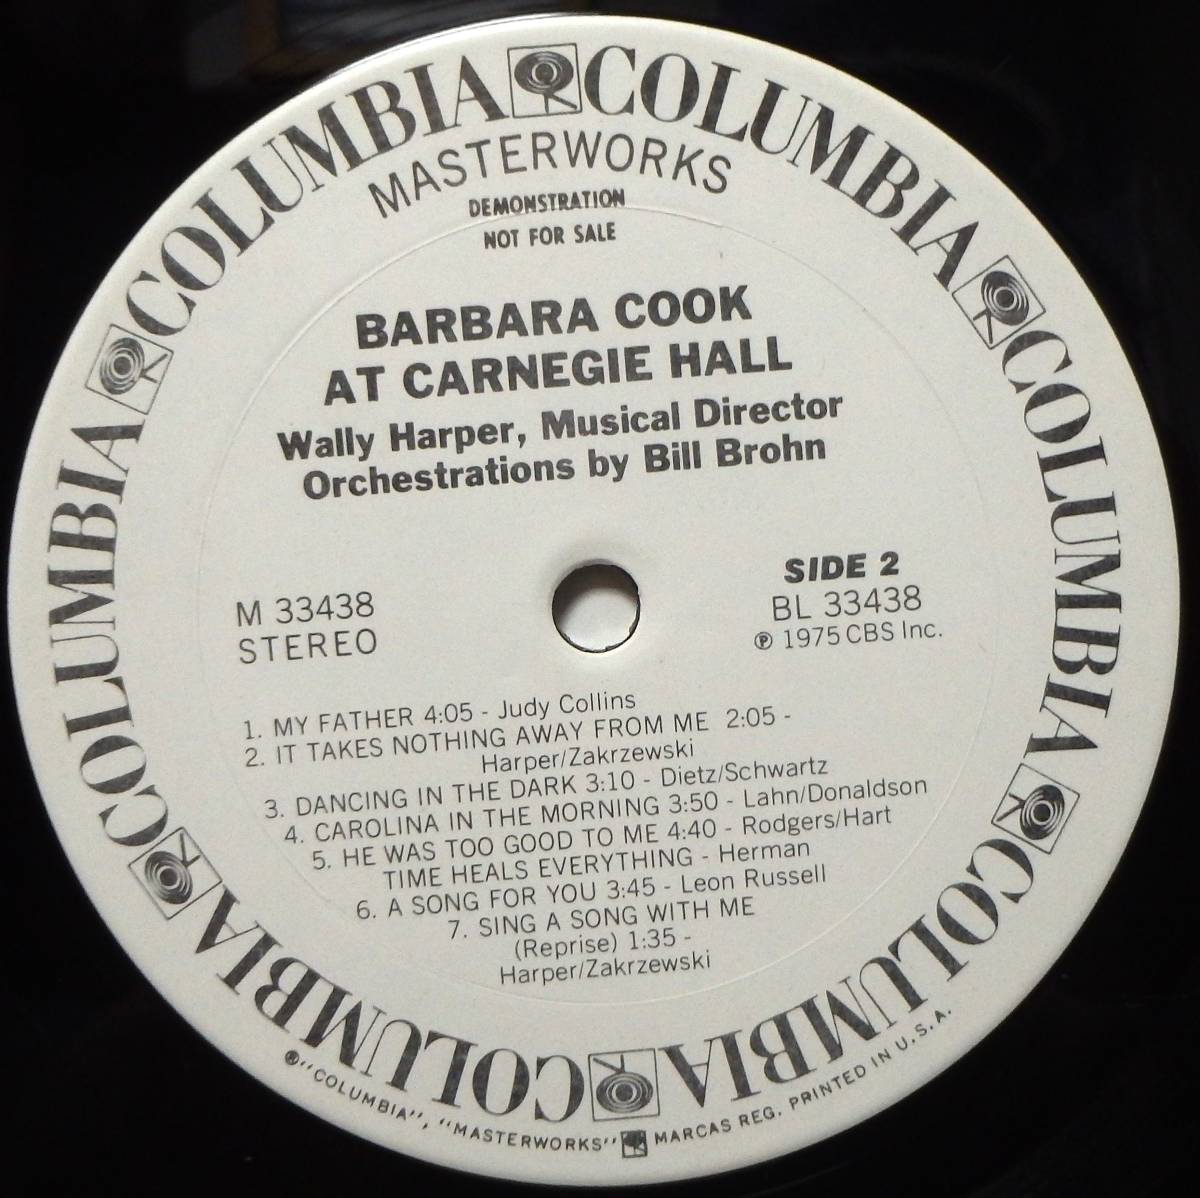 COLUMBIA COLUMBIA COLUMBIA COLUMBIA COLUMBIA COLUMBIA
MASTERWORKS
DEMONSTRATION
NOT FOR SALE
BARBARA COOK
AT CARNEGIE HALL
Wally Harper, Musical Director
Orchestrations by Bill Brohn
M 33438
STEREO
SIDE 2
BL 33438
℗ 1975 CBS Inc.
1. MY FATHER 4:05 - Judy Collins
2. IT TAKES NOTHING AWAY FROM ME 2:05 -
Harper/Zakrzewski
3. DANCING IN THE DARK 3:10 - Dietz/Schwartz
4. CAROLINA IN THE MORNING 3:50 - Lahn/Donaldson
5. HE WAS TOO GOOD TO ME 4:40 - Rodgers/Hart
TIME HEALS EVERYTHING - Herman
6. A SONG FOR YOU 3:45 - Leon Russell
7. SING A SONG WITH ME
(Reprise) 1:35 -
Harper/Zakrzewski
® "COLUMBIA", "MASTERWORKS" MARCAS REG. PRINTED IN U.S.A.